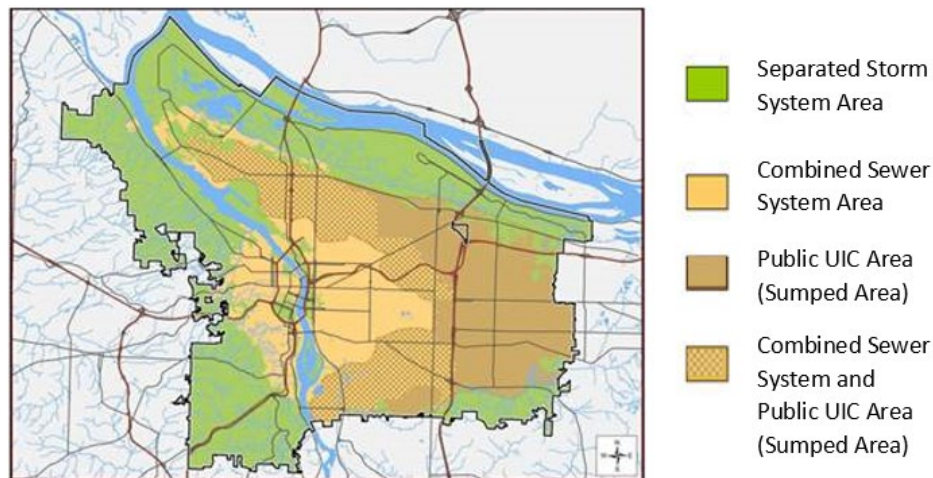 Separated Storm
System Area
Combined Sewer
System Area
Public UIC Area
(Sumped Area)
Combined Sewer
System and
Public UIC Area
(Sumped Area)